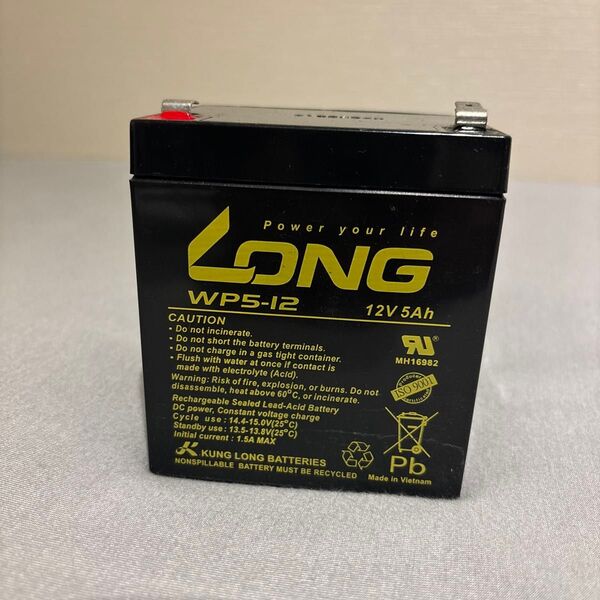 Power your life
LONG
WP5-12
12V 5Ah
CAUTION
• Do not incinerate.
• Do not short the battery terminals.
• Do not charge in a gas tight container.
• Flush with water at once if contact is
made with electrolyte (Acid).
Warning: Risk of fire, explosion, or burns. Do not
disassemble, heat above 60°C, or incinerate.
Rechargeable Sealed Lead-Acid Battery
DC power, Constant voltage charge
Cycle use : 14.4-15.0V(25°C)
Standby use : 13.5-13.8V(25°C)
Initial current : 1.5A MAX
KUNG LONG BATTERIES
NONSPILLABLE BATTERY MUST BE RECYCLED
MH16982
ISO 9001
Pb
Made in Vietnam